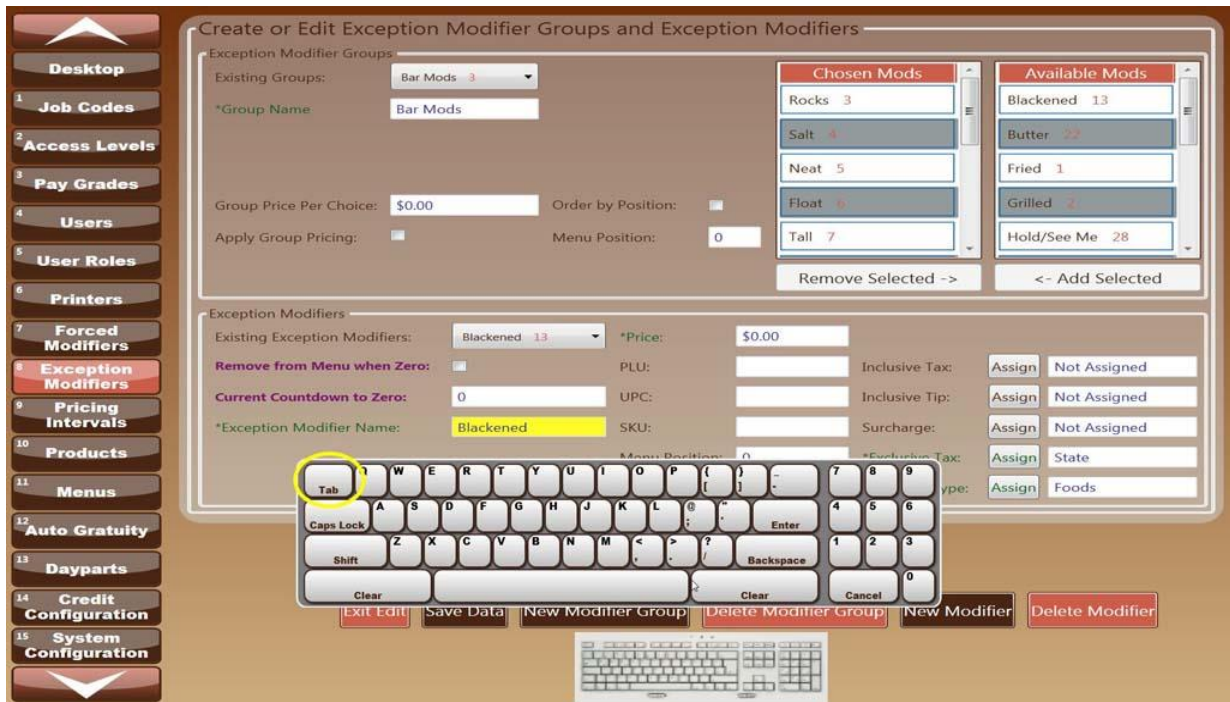 Desktop
1 Job Codes
2 Access Levels
3 Pay Grades
4 Users
5 User Roles
6 Printers
7 Forced
Modifiers
8 Exception
Modifiers
9 Pricing
Intervals
10 Products
11 Menus
12 Auto Gratuity
13 Dayparts
14 Credit
Configuration
15 System
Configuration
Create or Edit Exception Modifier Groups and Exception Modifiers
Exception Modifier Groups
Existing Groups: Bar Mods 3
*Group Name Bar Mods
Group Price Per Choice: $0.00 Order by Position:
Apply Group Pricing: Menu Position: 0
Chosen Mods
Rocks 3
Salt 4
Neat 5
Float 6
Tall 7
Remove Selected ->
Available Mods
Blackened 13
Butter 22
Fried 1
Grilled 2
Hold/See Me 28
<- Add Selected
Exception Modifiers
Existing Exception Modifiers: Blackened 13 *Price: $0.00
Remove from Menu when Zero: PLU: Inclusive Tax: Assign Not Assigned
Current Countdown to Zero: 0 UPC: Inclusive Tip: Assign Not Assigned
*Exception Modifier Name: Blackened SKU: Surcharge: Assign Not Assigned
Menu Position: 0 *Exclusive Tax: Assign State
ype: Assign Foods
Tab Q W E R T Y U I O P { [ } ] _ - 7 8 9
Caps Lock A S D F G H J K L @ ; " ' Enter 4 5 6
Shift Z X C V B N M < , > . ? / Backspace 1 2 3
Clear Clear Cancel 0
Exit Edit Save Data New Modifier Group Delete Modifier Group New Modifier Delete Modifier